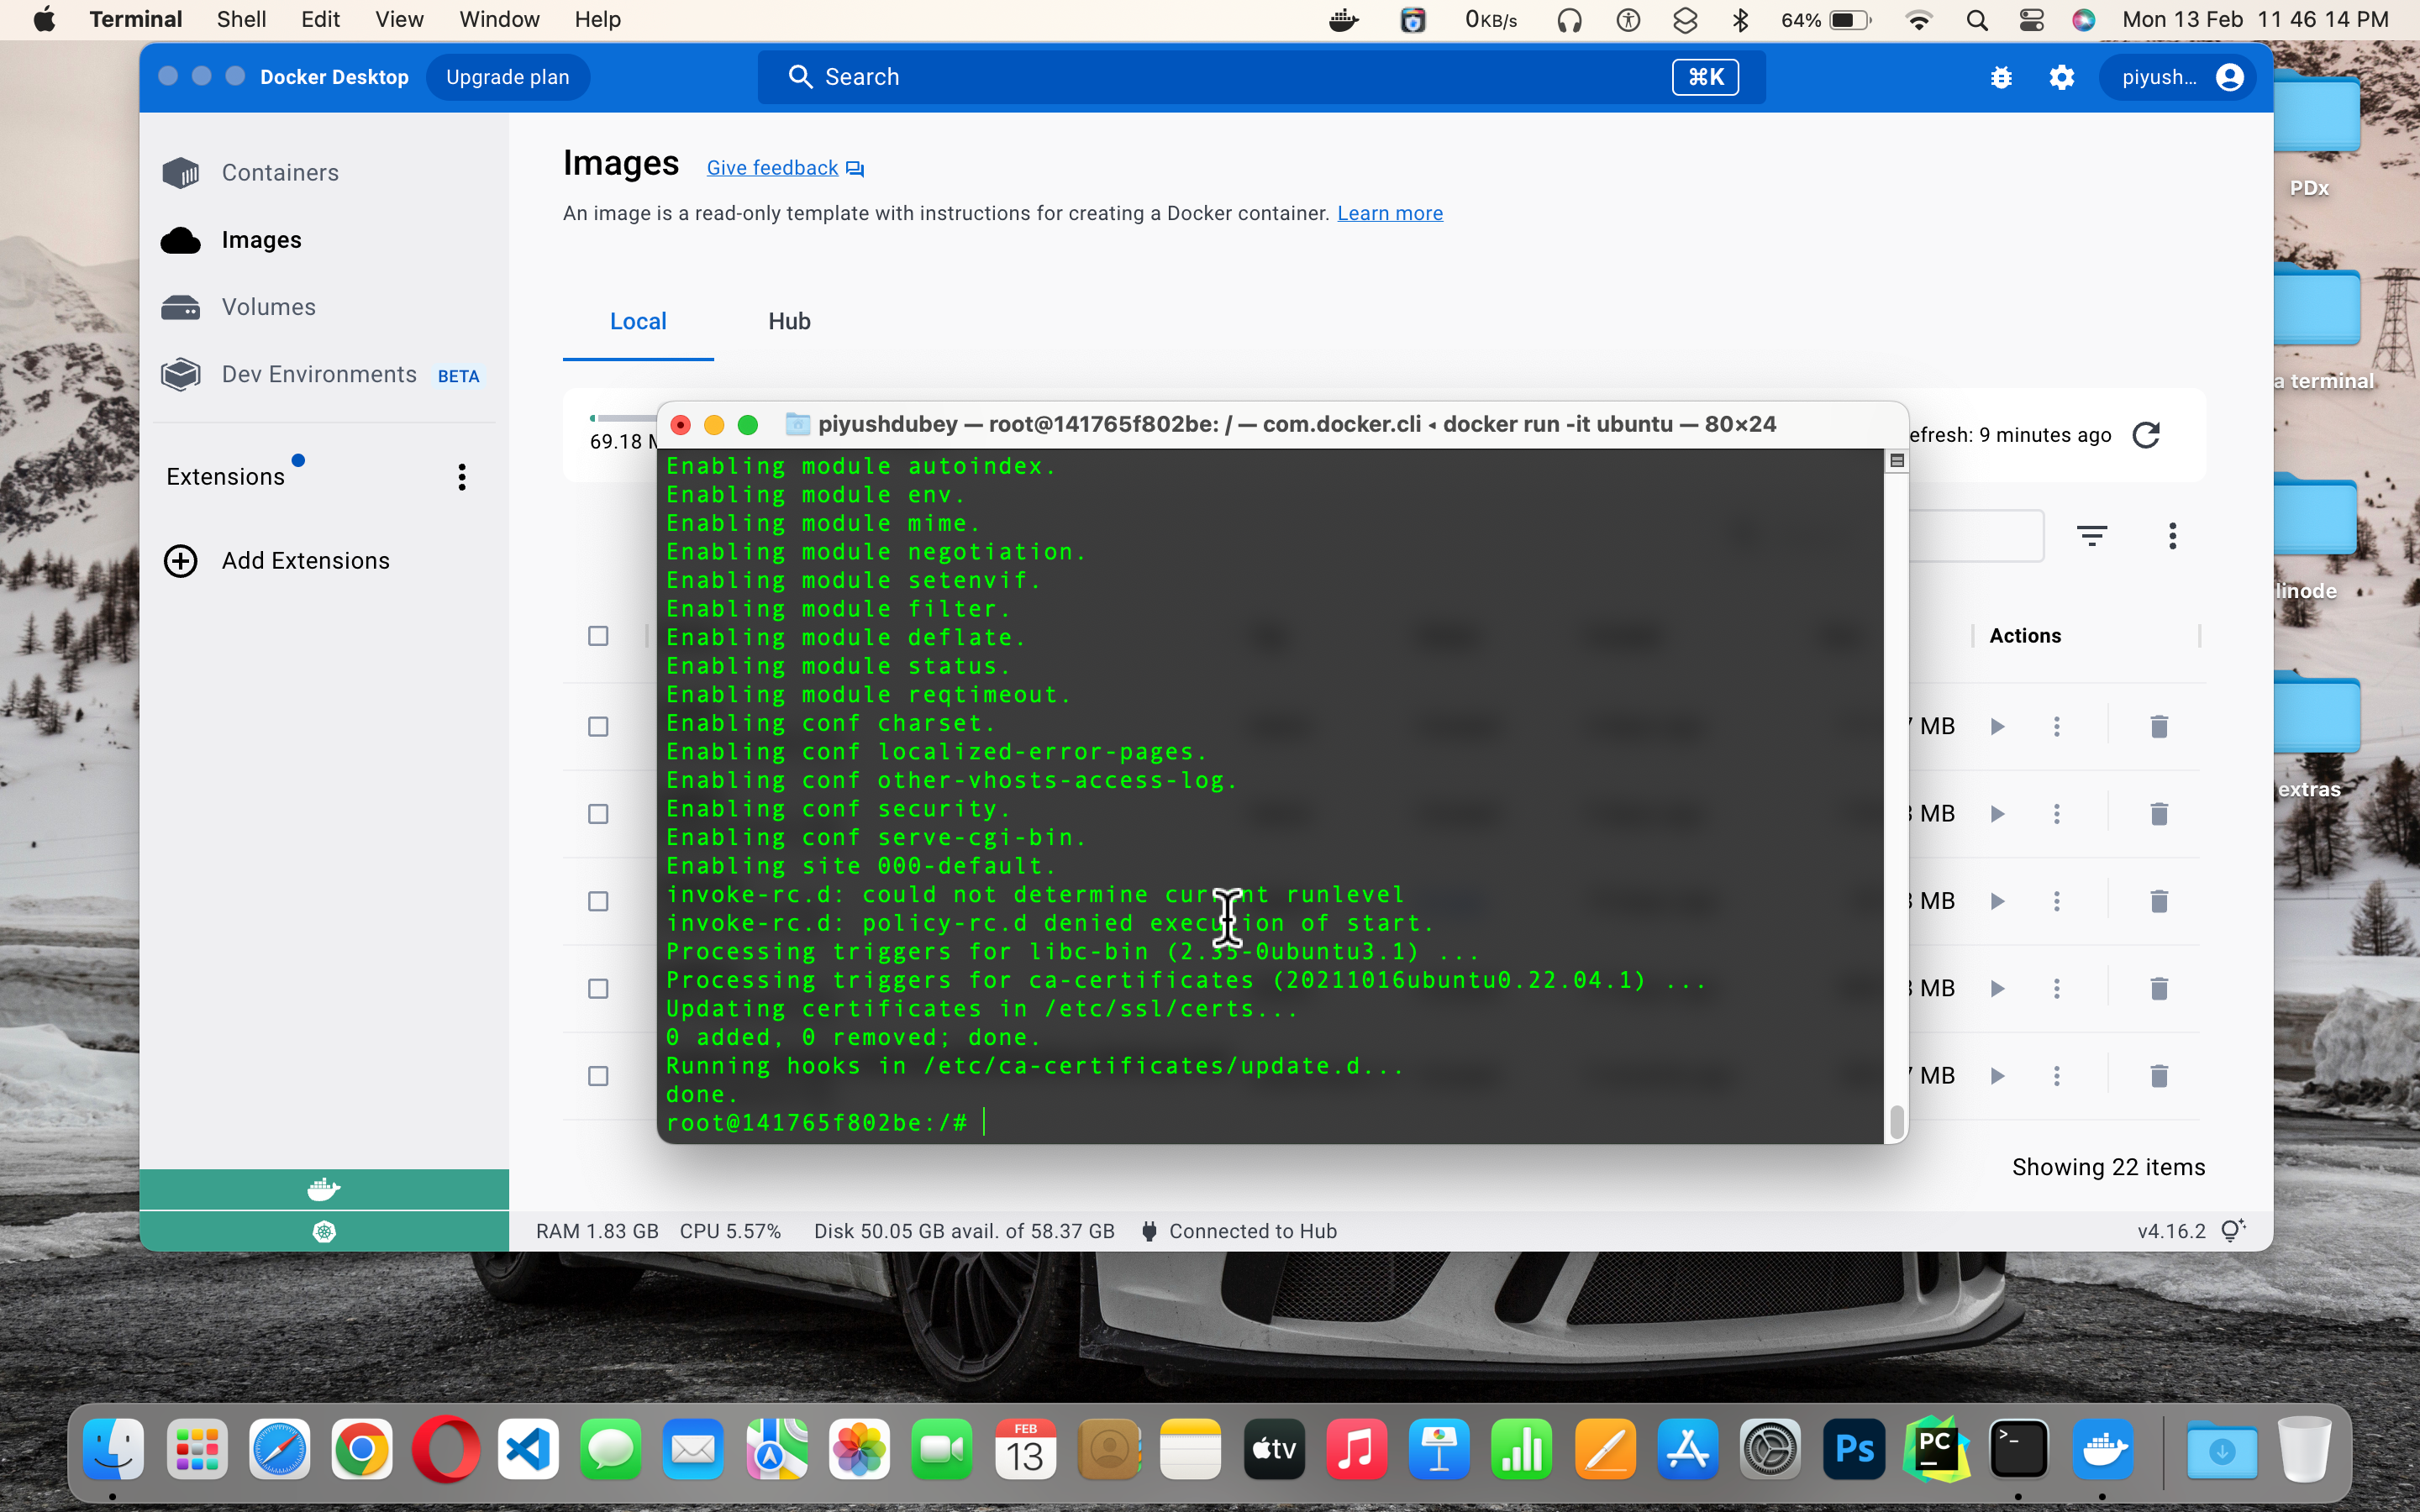 Terminal Shell Edit View Window Help 0KB/s 64% Mon 13 Feb 11 46 14 PM
Docker Desktop Upgrade plan Search ⌘K piyush...
Containers
Images
Volumes
Dev Environments BETA
Extensions
Add Extensions
Images Give feedback
An image is a read-only template with instructions for creating a Docker container. Learn more
Local Hub
69.18 M
efresh: 9 minutes ago
piyushdubey — root@141765f802be: / — com.docker.cli ◂ docker run -it ubuntu — 80×24
Enabling module autoindex.
Enabling module env.
Enabling module mime.
Enabling module negotiation.
Enabling module setenvif.
Enabling module filter.
Enabling module deflate.
Enabling module status.
Enabling module reqtimeout.
Enabling conf charset.
Enabling conf localized-error-pages.
Enabling conf other-vhosts-access-log.
Enabling conf security.
Enabling conf serve-cgi-bin.
Enabling site 000-default.
invoke-rc.d: could not determine current runlevel
invoke-rc.d: policy-rc.d denied execution of start.
Processing triggers for libc-bin (2.35-0ubuntu3.1) ...
Processing triggers for ca-certificates (20211016ubuntu0.22.04.1) ...
Updating certificates in /etc/ssl/certs...
0 added, 0 removed; done.
Running hooks in /etc/ca-certificates/update.d...
done.
root@141765f802be:/#
Actions
MB
MB
MB
MB
MB
Showing 22 items
RAM 1.83 GB CPU 5.57% Disk 50.05 GB avail. of 58.37 GB Connected to Hub v4.16.2
PDx
a terminal
linode
extras
FEB
13
tv
Ps
PC
>_